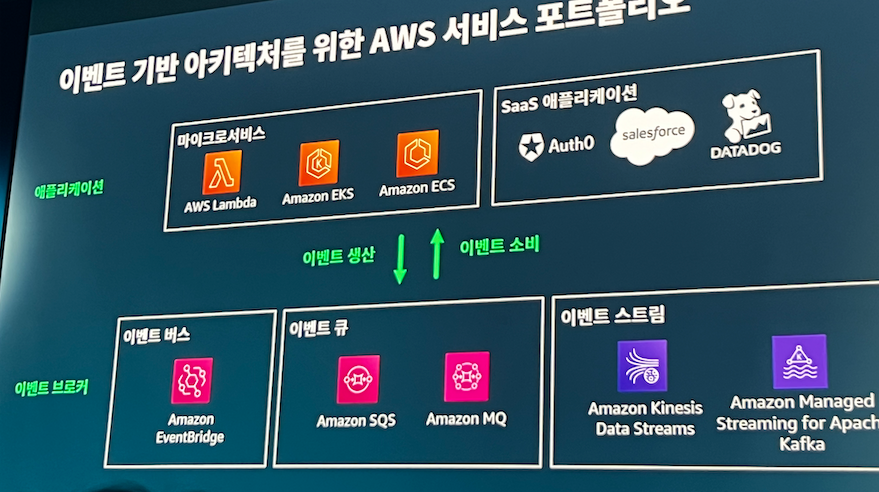 이벤트 기반 아키텍처를 위한 AWS 서비스 포트폴리오
마이크로서비스
SaaS 애플리케이션
애플리케이션
AWS Lambda
Amazon EKS
Amazon ECS
Auth0
salesforce
DATADOG
이벤트 생산
이벤트 소비
이벤트 브로커
이벤트 버스
Amazon
EventBridge
이벤트 큐
Amazon SQS
Amazon MQ
이벤트 스트림
Amazon Kinesis
Data Streams
Amazon Managed
Streaming for Apach
Kafka